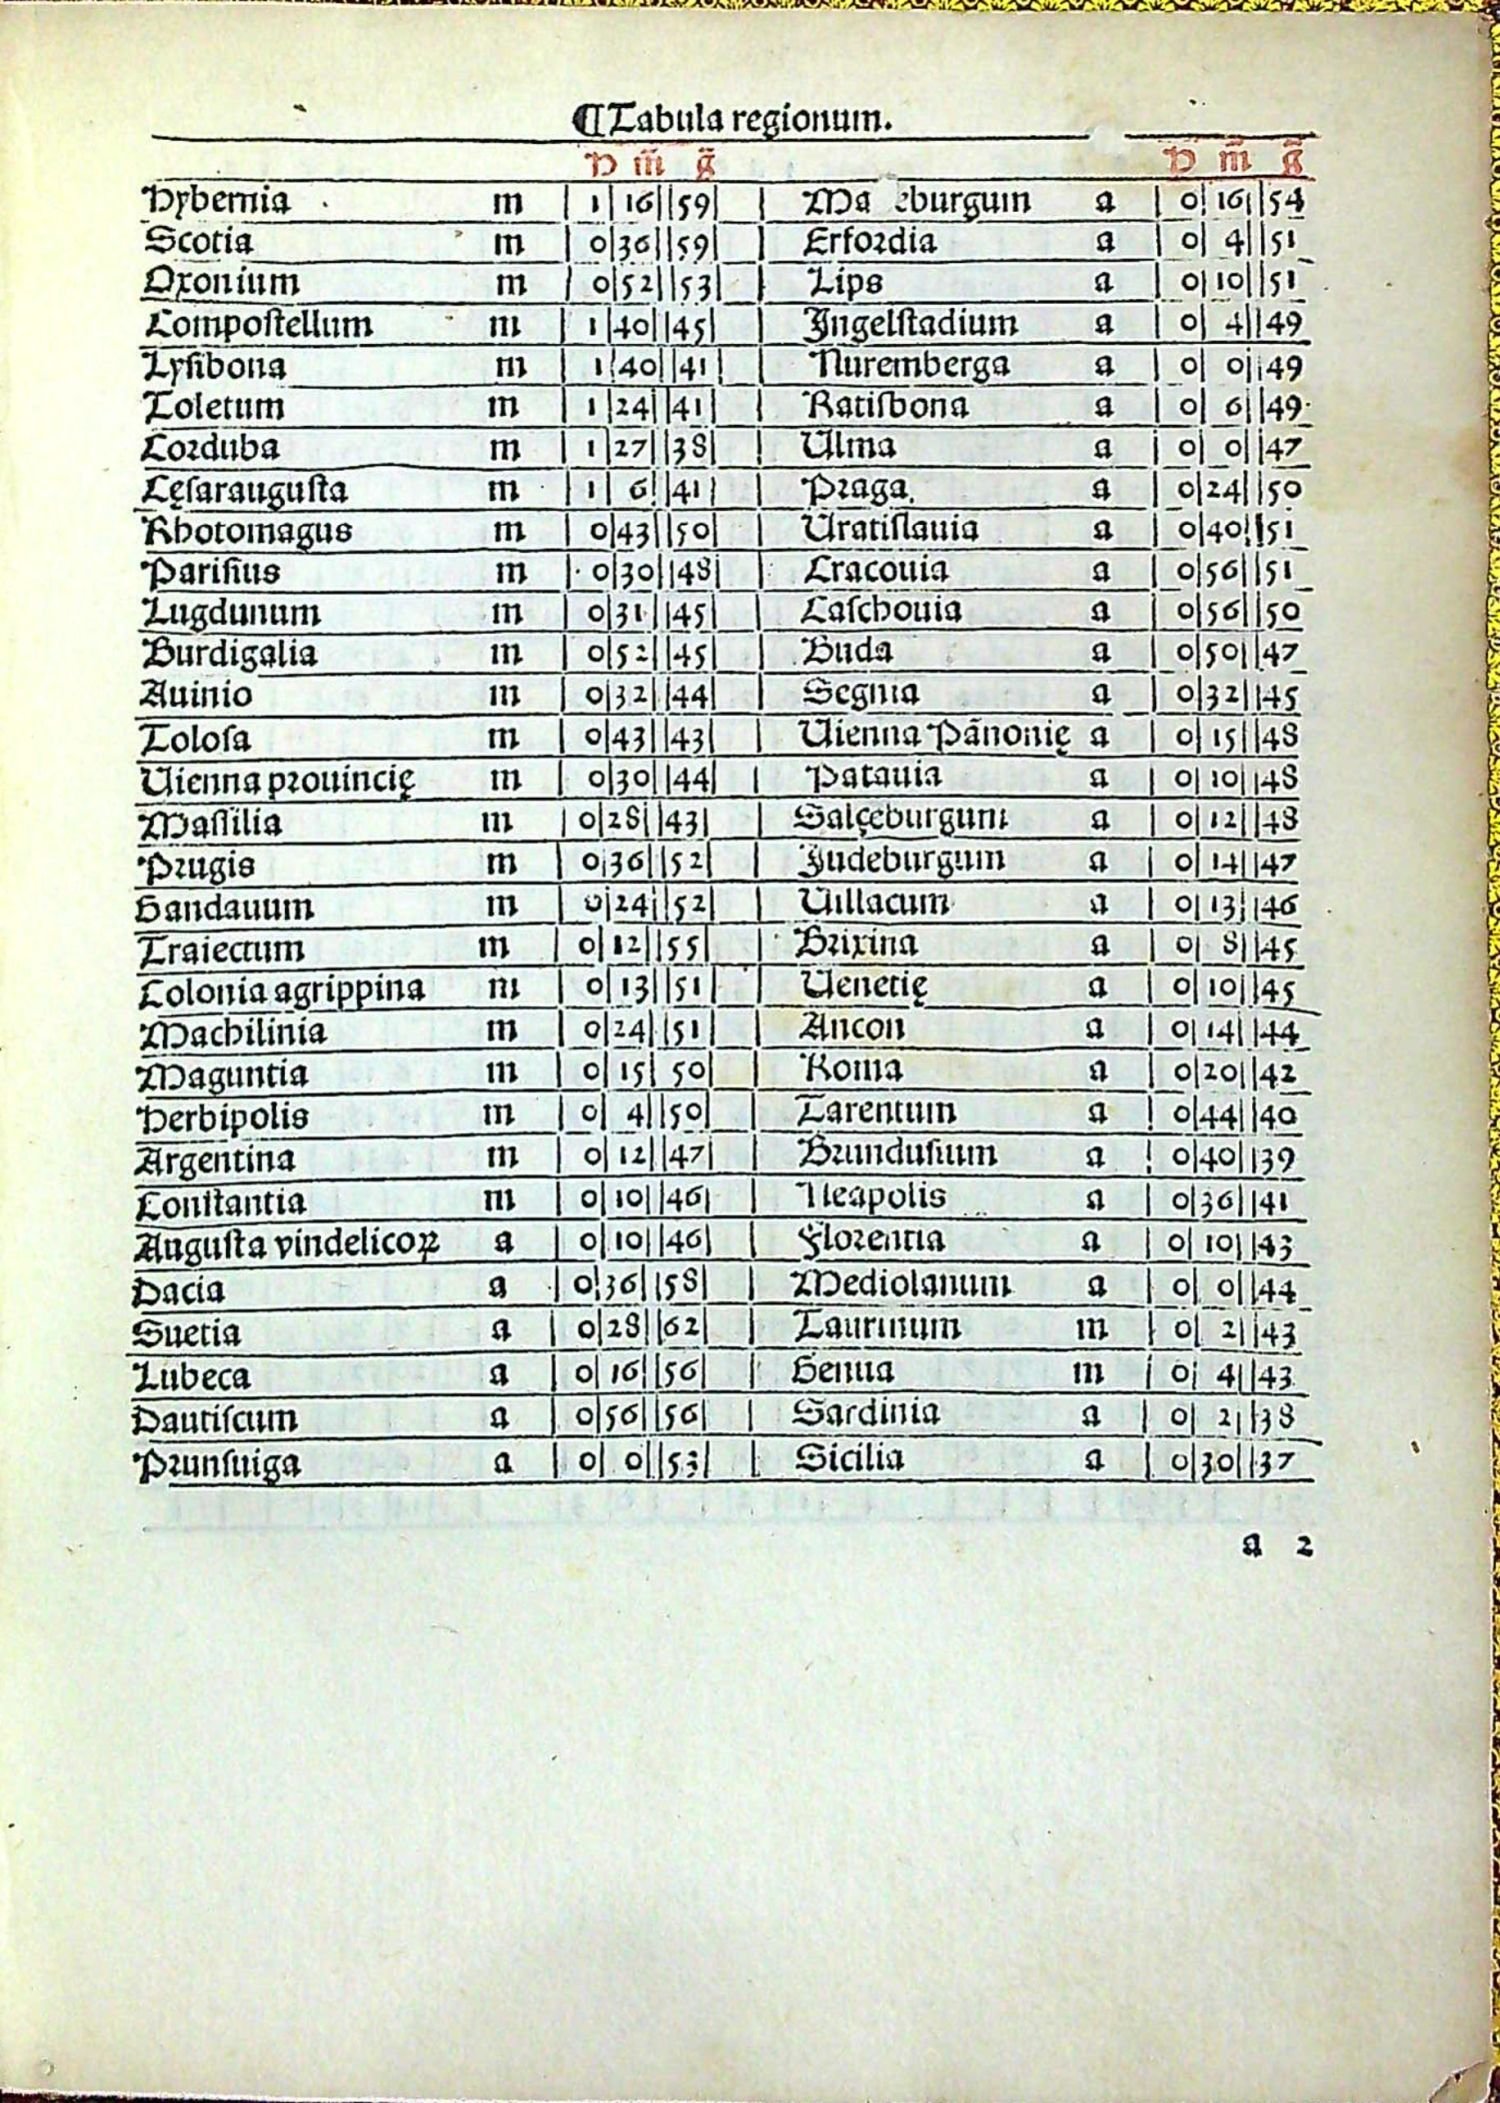 ¶Tabula regionum.
H m̃ g̃ H m̃ g̃
Hybernia m 1 16 59 Ma eburgum a 0 16 54
Scotia m 0 36 59 Erfordia a 0 4 51
Oxonium m 0 52 53 Lips a 0 10 51
Compostellum m 1 40 45 Ingelstadium a 0 4 49
Lysibona m 1 40 41 Nuremberga a 0 0 49
Toletum m 1 24 41 Ratisbona a 0 6 49
Corduba m 1 27 38 Ulma a 0 0 47
Cęsaraugusta m 1 6 41 Praga. a 0 24 50
Rhotomagus m 0 43 50 Uratislauia a 0 40 51
Parisius m 0 30 48 Cracouia a 0 56 51
Lugdunum m 0 31 45 Caschouia a 0 56 50
Burdigalia m 0 52 45 Buda a 0 50 47
Auinio m 0 32 44 Segnia a 0 32 45
Tolosa m 0 43 43 Uienna Pãnonię a 0 15 48
Uienna prouincię m 0 30 44 Patauia a 0 10 48
Massilia m 0 28 43 Salçeburgum a 0 12 48
Prugis m 0 36 52 Judeburgum a 0 14 47
Gandauum m 0 24 52 Uillacum a 0 13 46
Traiectum m 0 12 55 Brixina a 0 8 45
Colonia agrippina m 0 13 51 Uenetię a 0 10 45
Machilinia m 0 24 51 Ancon a 0 14 44
Maguntia m 0 15 50 Roma a 0 20 42
Herbipolis m 0 4 50 Tarentum a 0 44 40
Argentina m 0 12 47 Brundusium a 0 40 39
Constantia m 0 10 46 Neapolis a 0 36 41
Augusta vindelicoꝝ a 0 10 46 Florentia a 0 10 43
Dacia a 0 36 58 Mediolanum a 0 0 44
Suetia a 0 28 62 Taurinum m 0 2 43
Lubeca a 0 16 56 Genua m 0 4 43
Dantiscum a 0 56 56 Sardinia a 0 2 38
Prunsuiga a 0 0 53 Sicilia a 0 30 37
a 2